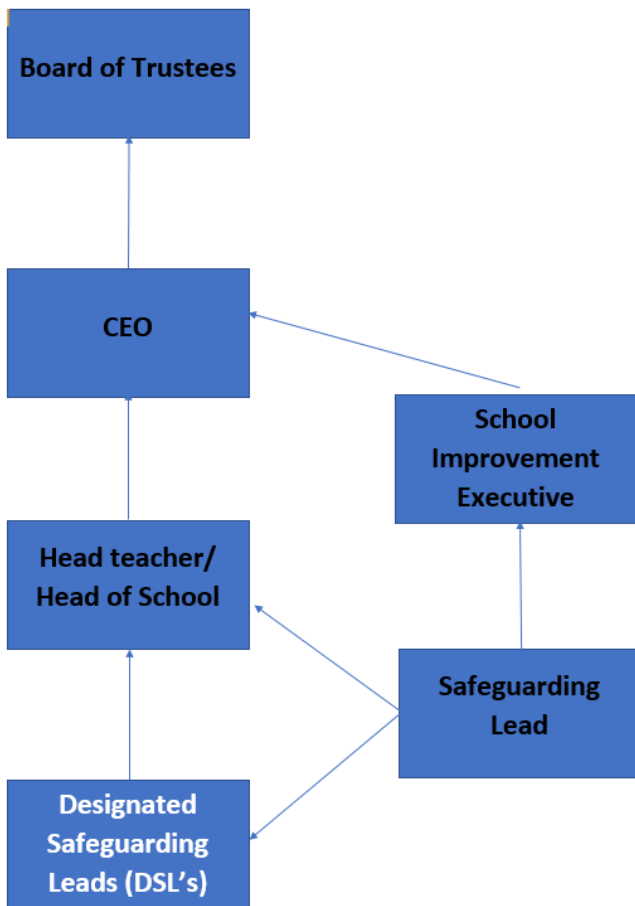 Board of Trustees
CEO
School
Improvement
Executive
Head teacher/
Head of School
Safeguarding
Lead
Designated
Safeguarding
Leads (DSL's)